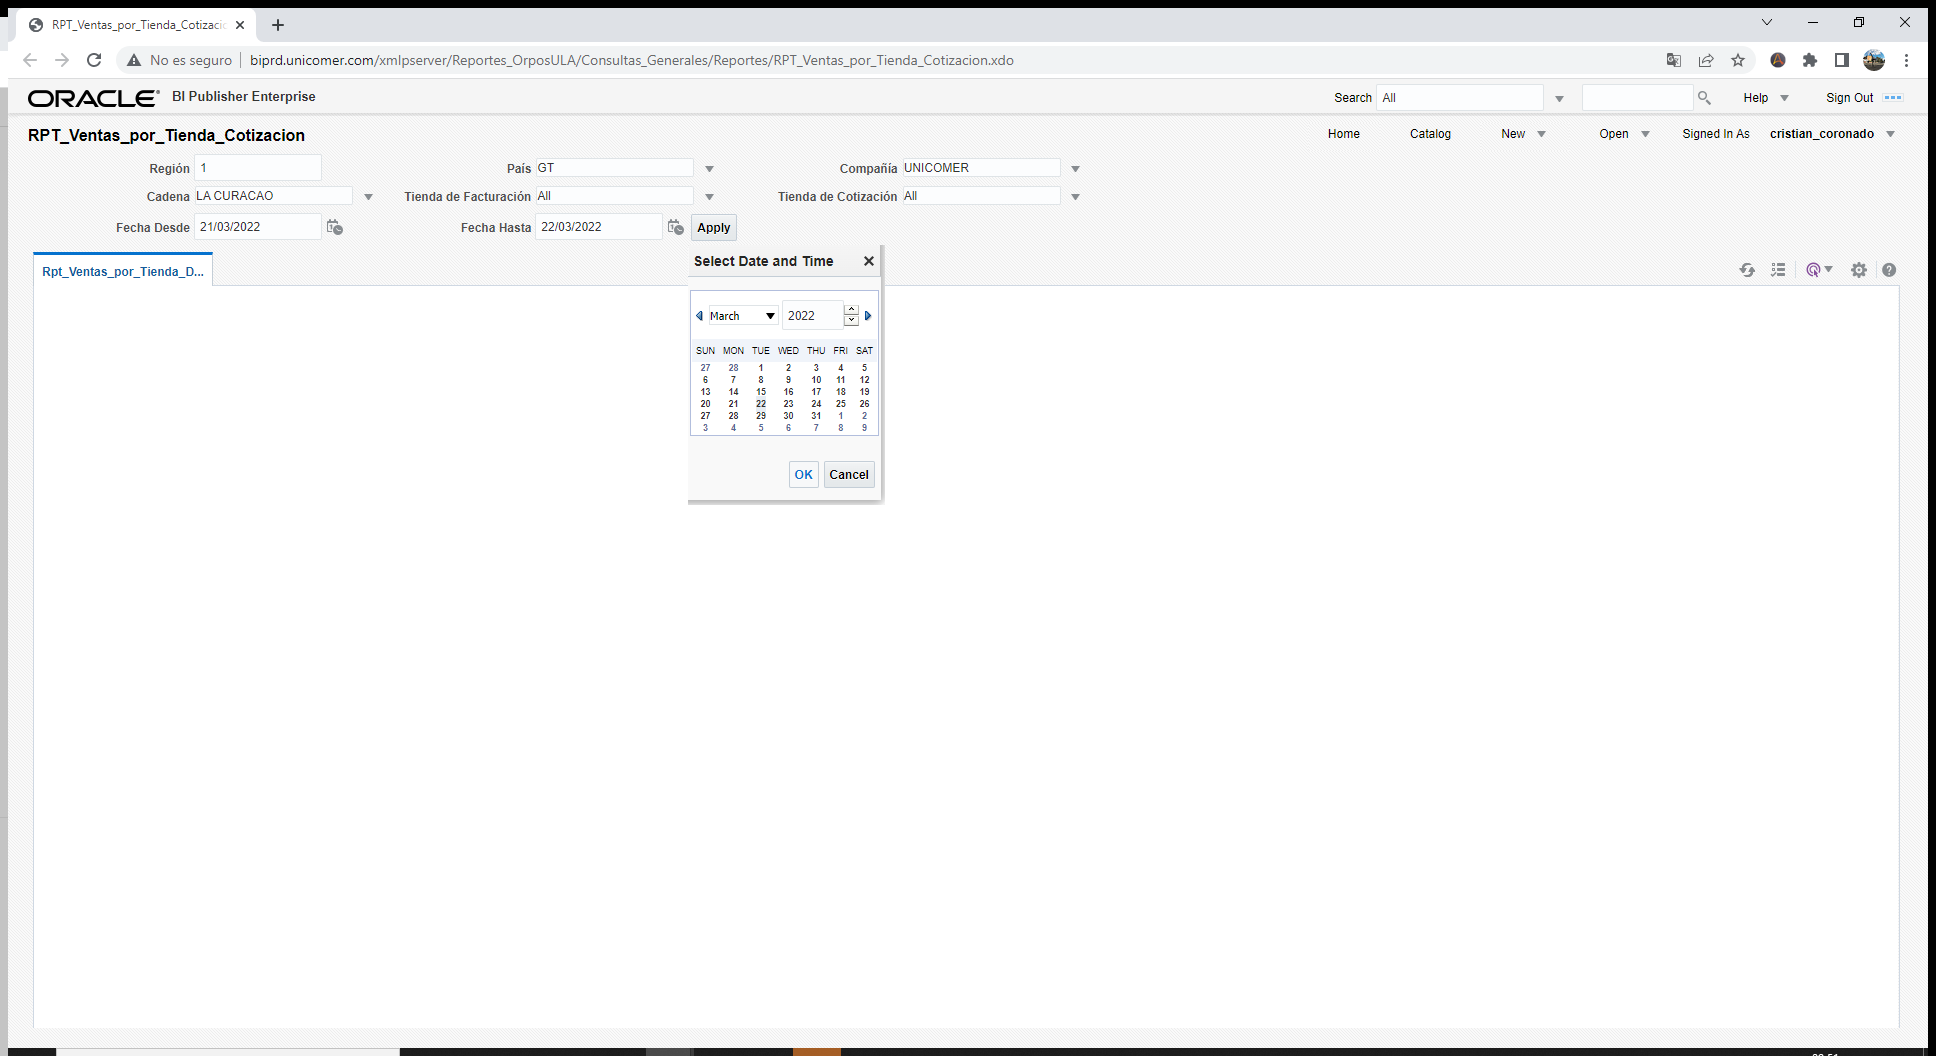 RPT_Ventas_por_Tienda_Cotizaci
No es seguro
biprd.unicomer.com/xmlpserver/Reportes_OrposULA/Consultas_Generales/Reportes/RPT_Ventas_por_Tienda_Cotizacion.xdo
ORACLE BI Publisher Enterprise
Search All
Help
Sign Out
RPT_Ventas_por_Tienda_Cotizacion
Home Catalog New Open Signed In As cristian_coronado
Región 1 País GT Compañía UNICOMER
Cadena LA CURACAO Tienda de Facturación All Tienda de Cotización All
Fecha Desde 21/03/2022 Fecha Hasta 22/03/2022 Apply
Rpt_Ventas_por_Tienda_D...
Select Date and Time
March 2022
SUN MON TUE WED THU FRI SAT
27 28 1 2 3 4 5
6 7 8 9 10 11 12
13 14 15 16 17 18 19
20 21 22 23 24 25 26
27 28 29 30 31 1 2
3 4 5 6 7 8 9
OK Cancel